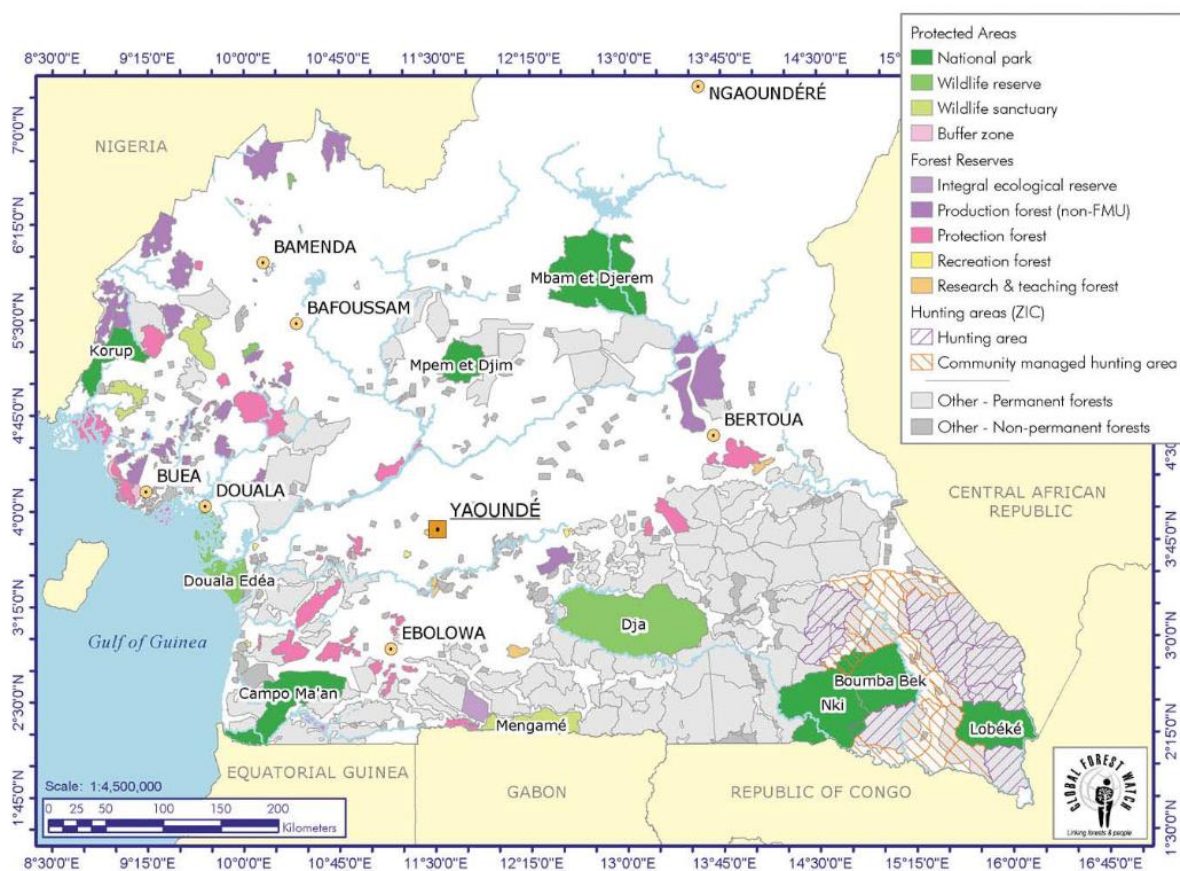 8°30'0"E 9°15'0"E 10°0'0"E 10°45'0"E 11°30'0"E 12°15'0"E 13°0'0"E 13°45'0"E 14°30'0"E
7°0'0"N
6°15'0"N
5°30'0"N
4°45'0"N
4°0'0"N
3°15'0"N
2°30'0"N
1°45'0"N
NIGERIA
NGAOUNDÉRÉ
BAMENDA
Mbam et Djerem
BAFOUSSAM
Korup
Mpem et Djim
BERTOUA
BUEA
DOUALA
YAOUNDÉ
CENTRAL AFRICAN
REPUBLIC
Douala Edéa
Dja
Gulf of Guinea
EBOLOWA
Boumba Bek
Campo Ma'an
Nki
Mengamé
Lobéké
EQUATORIAL GUINEA
GABON
REPUBLIC OF CONGO
Protected Areas
National park
Wildlife reserve
Wildlife sanctuary
Buffer zone
Forest Reserves
Integral ecological reserve
Production forest (non-FMU)
Protection forest
Recreation forest
Research & teaching forest
Hunting areas (ZIC)
Hunting area
Community managed hunting area
Other - Permanent forests
Other - Non-permanent forests
3°45'0"N
3°0'0"N
2°15'0"N
1°30'0"N
Scale: 1:4,500,000
0 25 50 100 150 200
Kilometers
GLOBAL FOREST WATCH
Linking forests & people
8°30'0"E 9°15'0"E 10°0'0"E 10°45'0"E 11°30'0"E 12°15'0"E 13°0'0"E 13°45'0"E 14°30'0"E 15°15'0"E 16°0'0"E 16°45'0"E